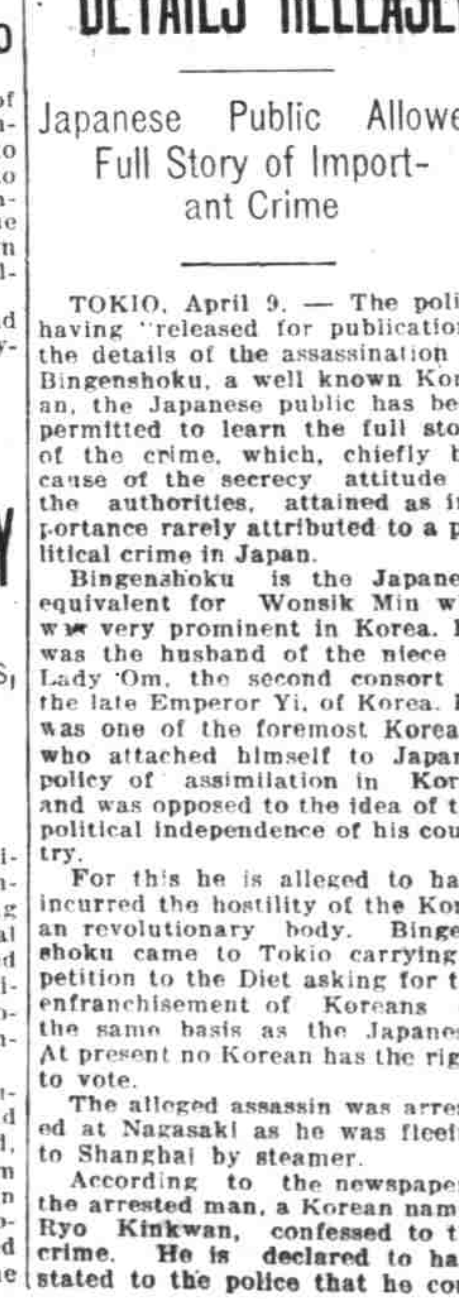 DETAILS RELEASE
Japanese Public Allowe
Full Story of Import-
ant Crime
TOKIO, April 9. — The poli
having "released for publication
the details of the assassination
Bingenshoku, a well known Kor
an, the Japanese public has be
permitted to learn the full sto
of the crime, which, chiefly b
cause of the secrecy attitude
the authorities, attained as i
portance rarely attributed to a p
litical crime in Japan.
Bingenshoku is the Japane
equivalent for Wonsik Min w
very prominent in Korea.
was the husband of the niece
Lady Om, the second consort
the late Emperor Yi, of Korea.
was one of the foremost Korea
who attached himself to Japan
policy of assimilation in Kor
and was opposed to the idea of t
political independence of his cou
try.
For this he is alleged to ha
incurred the hostility of the Kor
an revolutionary body. Binge
shoku came to Tokio carrying
petition to the Diet asking for t
enfranchisement of Koreans
the same basis as the Japane
At present no Korean has the rig
to vote.
The alleged assassin was arres
ed at Nagasaki as he was fleei
to Shanghai by steamer.
According to the newspape
the arrested man, a Korean nam
Ryo Kinkwan, confessed to t
crime. He is declared to ha
stated to the police that he con